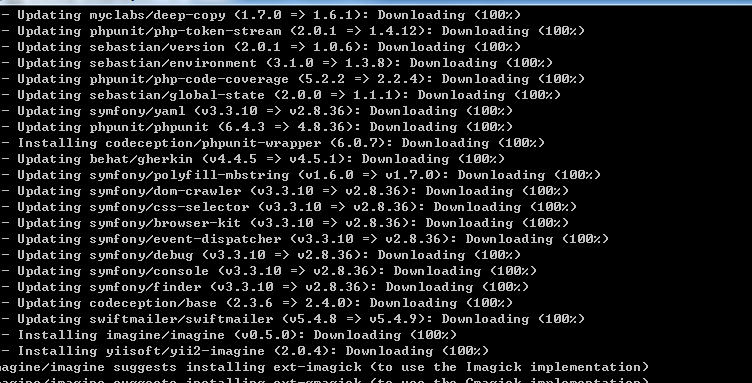 - Updating myclabs/deep-copy (1.7.0 => 1.6.1): Downloading (100%)
- Updating phpunit/php-token-stream (2.0.1 => 1.4.12): Downloading (100%)
- Updating sebastian/version (2.0.1 => 1.0.6): Downloading (100%)
- Updating sebastian/environment (3.1.0 => 1.3.8): Downloading (100%)
- Updating phpunit/php-code-coverage (5.2.2 => 2.2.4): Downloading (100%)
- Updating sebastian/global-state (2.0.0 => 1.1.1): Downloading (100%)
- Updating symfony/yaml (v3.3.10 => v2.8.36): Downloading (100%)
- Updating phpunit/phpunit (6.4.3 => 4.8.36): Downloading (100%)
- Installing codeception/phpunit-wrapper (6.0.7): Downloading (100%)
- Updating behat/gherkin (v4.4.5 => v4.5.1): Downloading (100%)
- Updating symfony/polyfill-mbstring (v1.6.0 => v1.7.0): Downloading (100%)
- Updating symfony/dom-crawler (v3.3.10 => v2.8.36): Downloading (100%)
- Updating symfony/css-selector (v3.3.10 => v2.8.36): Downloading (100%)
- Updating symfony/browser-kit (v3.3.10 => v2.8.36): Downloading (100%)
- Updating symfony/event-dispatcher (v3.3.10 => v2.8.36): Downloading (100%)
- Updating symfony/debug (v3.3.10 => v2.8.36): Downloading (100%)
- Updating symfony/console (v3.3.10 => v2.8.36): Downloading (100%)
- Updating symfony/finder (v3.3.10 => v2.8.36): Downloading (100%)
- Updating codeception/base (2.3.6 => 2.4.0): Downloading (100%)
- Updating swiftmailer/swiftmailer (v5.4.8 => v5.4.9): Downloading (100%)
- Installing imagine/imagine (v0.5.0): Downloading (100%)
- Installing yiisoft/yii2-imagine (2.0.4): Downloading (100%)
agine/imagine suggests installing ext-imagick (to use the Imagick implementation)
agine/imagine suggests installing ext-gmagick (to use the Gmagick implementation)